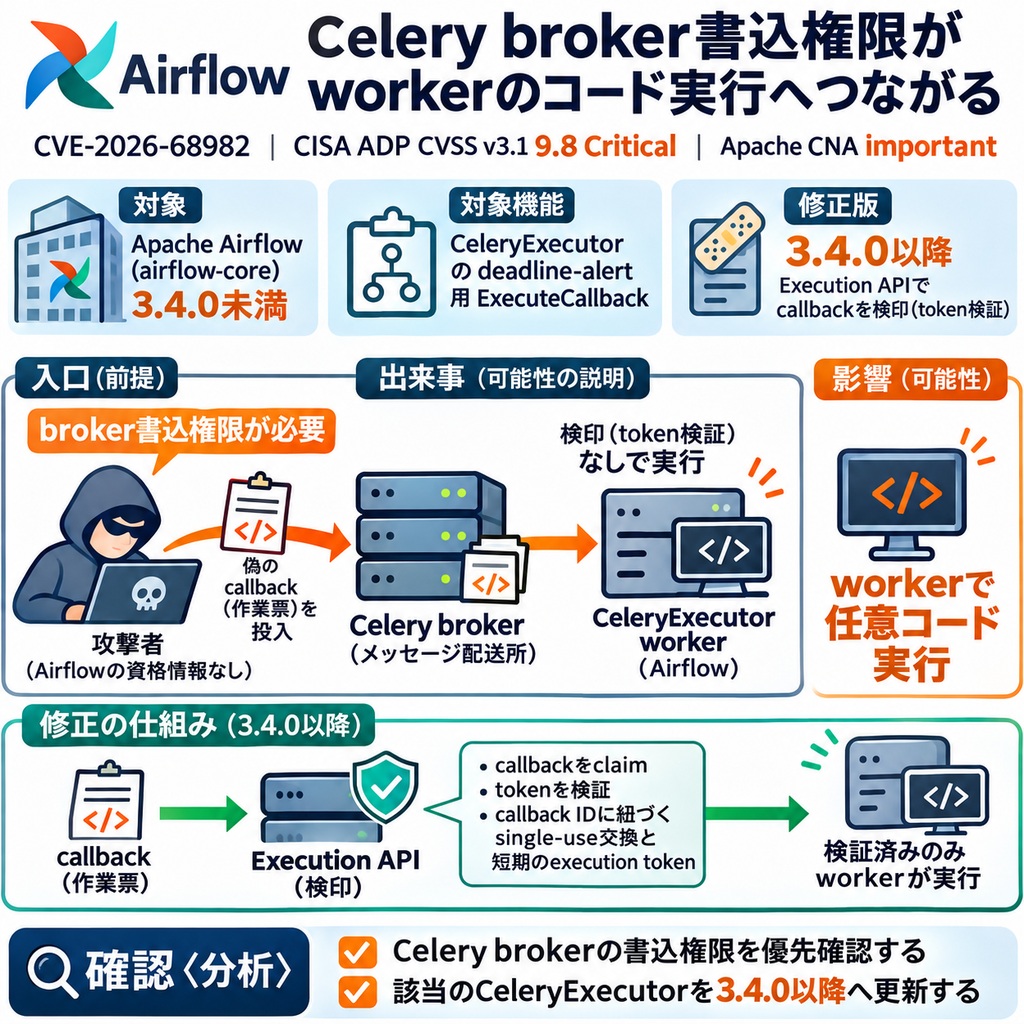 Airflow
Celery broker書込権限が
workerのコード実行へつながる
CVE-2026-68982 | CISA ADP CVSS v3.1 9.8 Critical | Apache CNA important
対象
Apache Airflow
(airflow-core)
3.4.0未満
対象機能
CeleryExecutor
の deadline-alert
用 ExecuteCallback
修正版
3.4.0以降
Execution APIで
callbackを検印(token検証)
入口(前提)
broker書込権限が必要
攻撃者
(Airflowの資格情報なし)
</>
偽の
callback
(作業票)を
投入
出来事(可能性の説明)
</>
Celery broker
(メッセージ配送所)
検印(token検証)
なしで実行
</>
CeleryExecutor
worker
(Airflow)
影響(可能性)
</>
workerで
任意コード
実行
修正の仕組み(3.4.0以降)
</>
callback
(作業票)
Execution API
(検印)
• callbackをclaim
• tokenを検証
• callback IDに紐づく
single-use交換と
短期のexecution token
</>
検証済みのみ
workerが実行
確認〈分析〉
Celery brokerの書込権限を優先確認する
該当のCeleryExecutorを3.4.0以降へ更新する